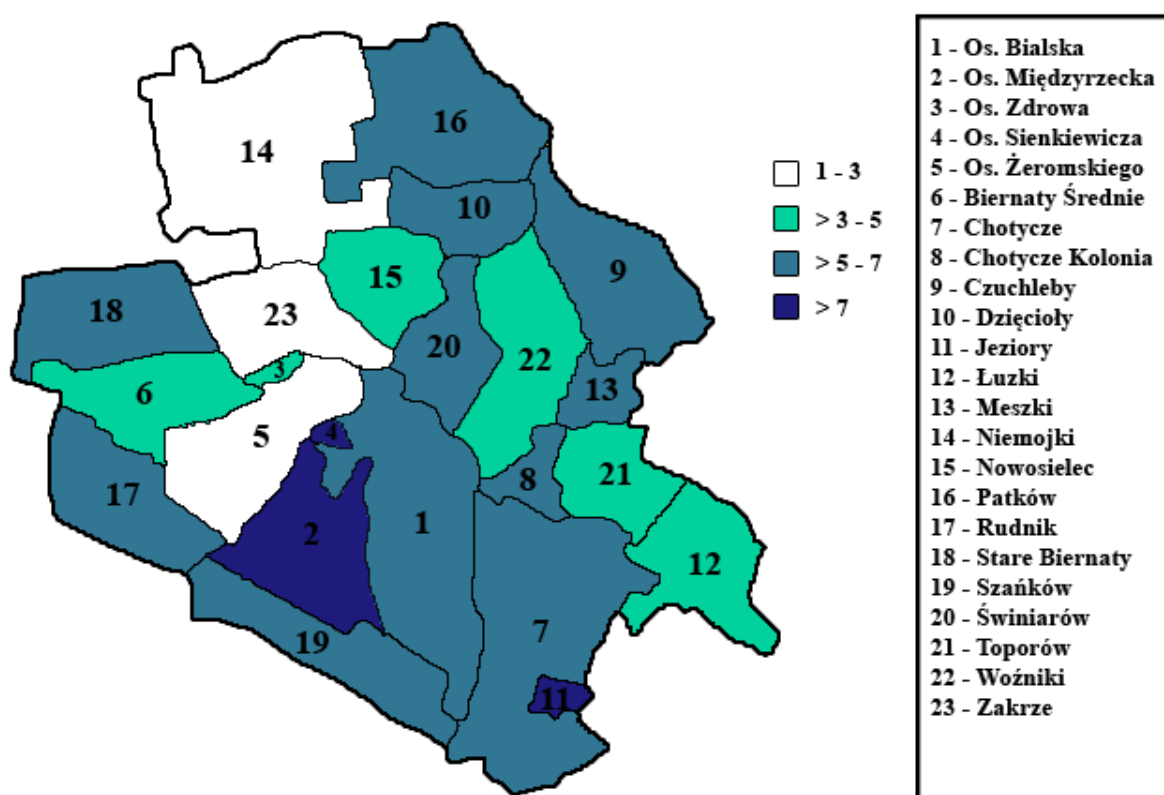 16
14
10
9
15
18
23
20
22
3
6
13
4
5
8
21
17
1
2
12
7
19
11
1 - 3
> 3 - 5
> 5 - 7
> 7
1 - Os. Bialska
2 - Os. Międzyrzecka
3 - Os. Zdrowa
4 - Os. Sienkiewicza
5 - Os. Żeromskiego
6 - Biernaty Średnie
7 - Chotycze
8 - Chotycze Kolonia
9 - Czuchleby
10 - Dzięcioły
11 - Jeziory
12 - Łuzki
13 - Meszki
14 - Niemojki
15 - Nowosielec
16 - Patków
17 - Rudnik
18 - Stare Biernaty
19 - Szańków
20 - Świniarów
21 - Toporów
22 - Woźniki
23 - Zakrze